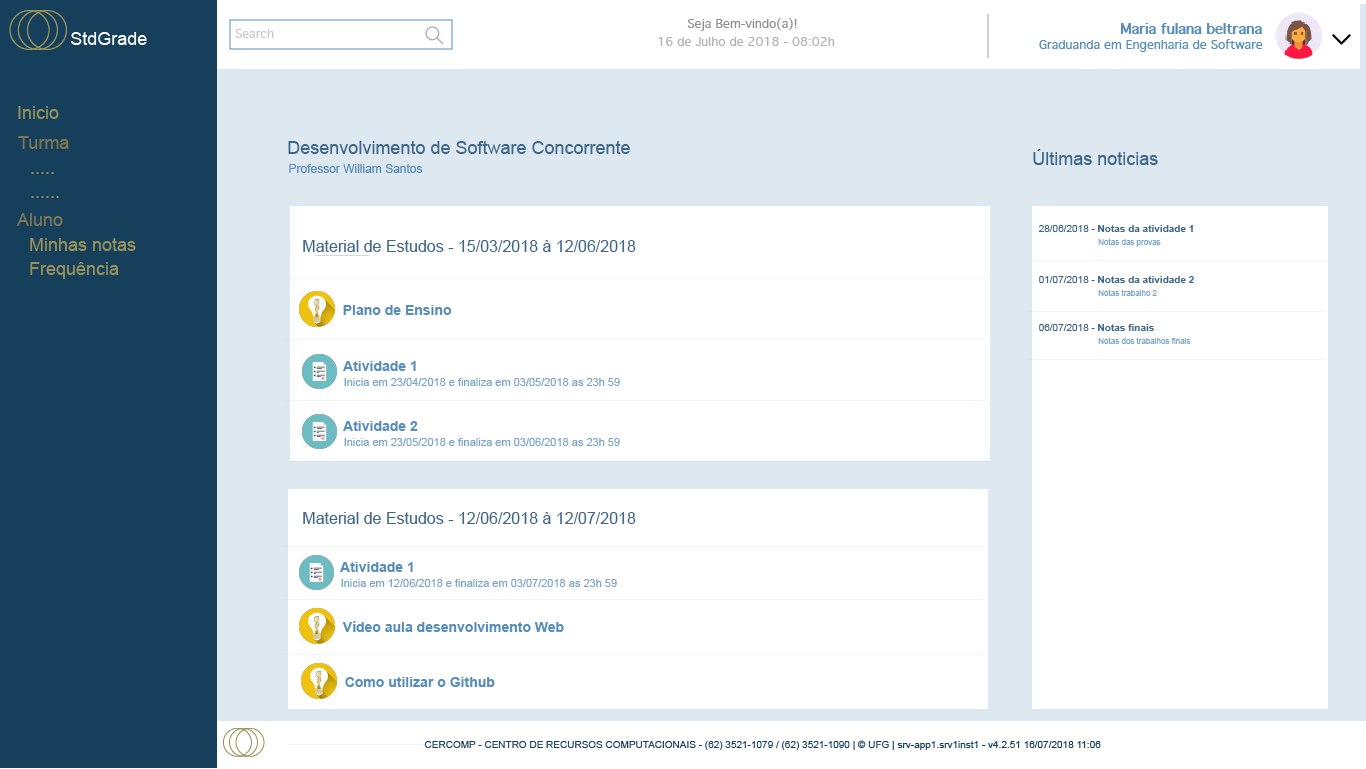 StdGrade
Search
Seja Bem-vindo(a)!
16 de Julho de 2018 - 08:02h
Maria fulana beltrana
Graduanda em Engenharia de Software
Inicio
Turma
.....
......
Aluno
Minhas notas
Frequência
Desenvolvimento de Software Concorrente
Professor William Santos
Material de Estudos - 15/03/2018 à 12/06/2018
Plano de Ensino
Atividade 1
Inicia em 23/04/2018 e finaliza em 03/05/2018 as 23h 59
Atividade 2
Inicia em 23/05/2018 e finaliza em 03/06/2018 as 23h 59
Material de Estudos - 12/06/2018 à 12/07/2018
Atividade 1
Inicia em 12/06/2018 e finaliza em 03/07/2018 as 23h 59
Vídeo aula desenvolvimento Web
Como utilizar o Github
Últimas noticias
28/06/2018 - Notas da atividade 1
Notas das provas
01/07/2018 - Notas da atividade 2
Notas trabalho 2
06/07/2018 - Notas finais
Notas dos trabalhos finais
CERCOMP - CENTRO DE RECURSOS COMPUTACIONAIS - (62) 3521-1079 / (62) 3521-1090 | © UFG | srv-app1.srv1inst1 - v4.2.51 16/07/2018 11:06